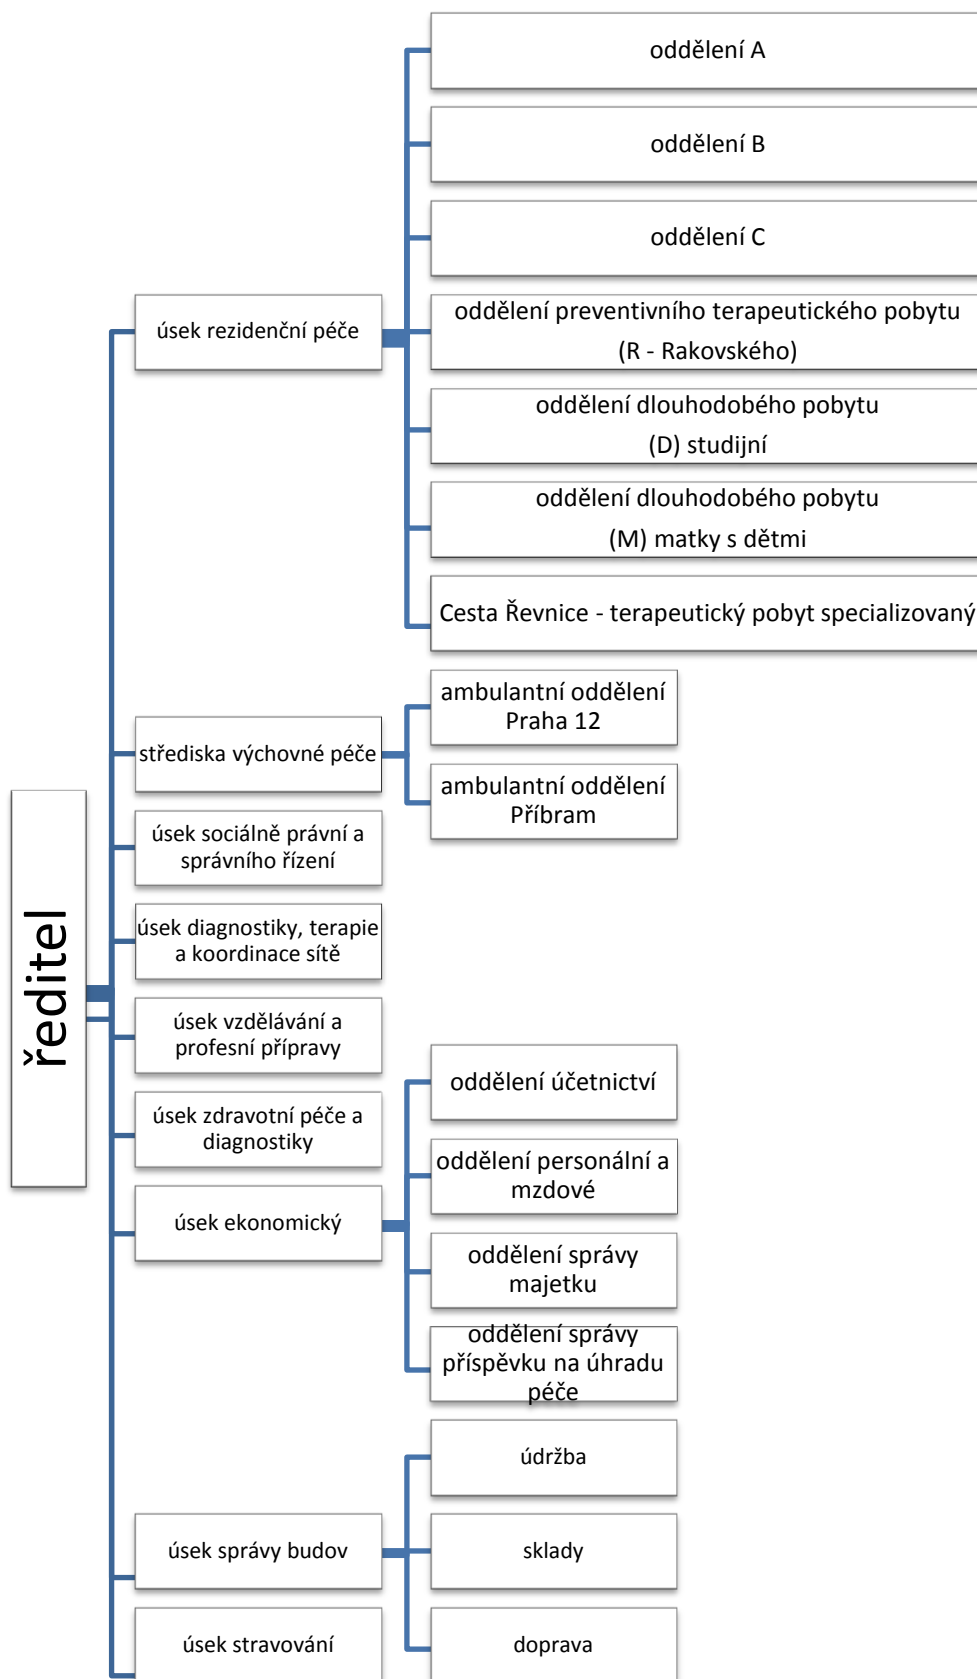 ředitel
úsek rezidenční péče
oddělení A
oddělení B
oddělení C
oddělení preventivního terapeutického pobytu
(R - Rakovského)
oddělení dlouhodobého pobytu
(D) studijní
oddělení dlouhodobého pobytu
(M) matky s dětmi
Cesta Řevnice - terapeutický pobyt specializovaný
střediska výchovné péče
ambulantní oddělení
Praha 12
ambulantní oddělení
Příbram
úsek sociálně právní a
správního řízení
úsek diagnostiky, terapie
a koordinace sítě
úsek vzdělávání a
profesní přípravy
úsek zdravotní péče a
diagnostiky
úsek ekonomický
oddělení účetnictví
oddělení personální a
mzdové
oddělení správy
majetku
oddělení správy
příspěvku na úhradu
péče
úsek správy budov
údržba
sklady
doprava
úsek stravování